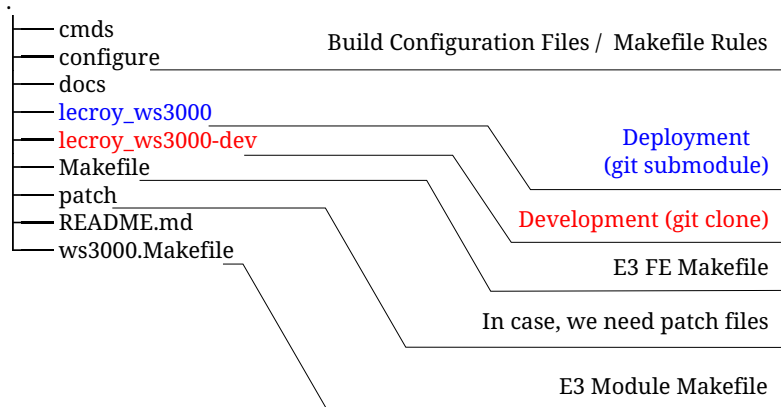 .
cmds
configure
docs
lecroy_ws3000
lecroy_ws3000-dev
Makefile
patch
README.md
ws3000.Makefile
Build Configuration Files / Makefile Rules
Deployment
(git submodule)
Development (git clone)
E3 FE Makefile
In case, we need patch files
E3 Module Makefile